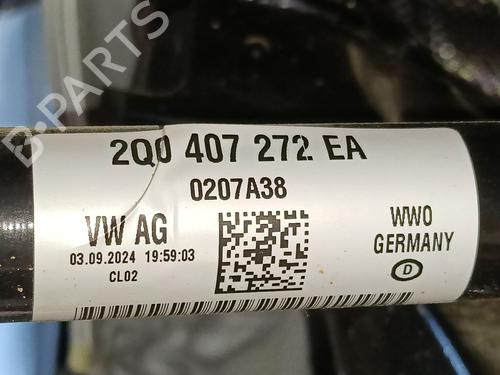 B-PARTS
2Q0 407 272 EA
0207A38
VW AG
WWO
GERMANY
03.09.2024 19:59:03
CL02
D